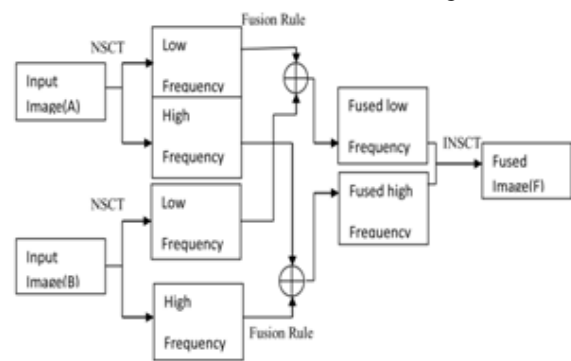 Fusion Rule
NSCT
Low
Frequency
Input
Image(A)
High
Frequency
Fused low
Frequency
INSCT
Fused
Image(F)
Fused high
Frequency
NSCT
Low
Frequency
Input
Image(B)
High
Frequency
Fusion Rule